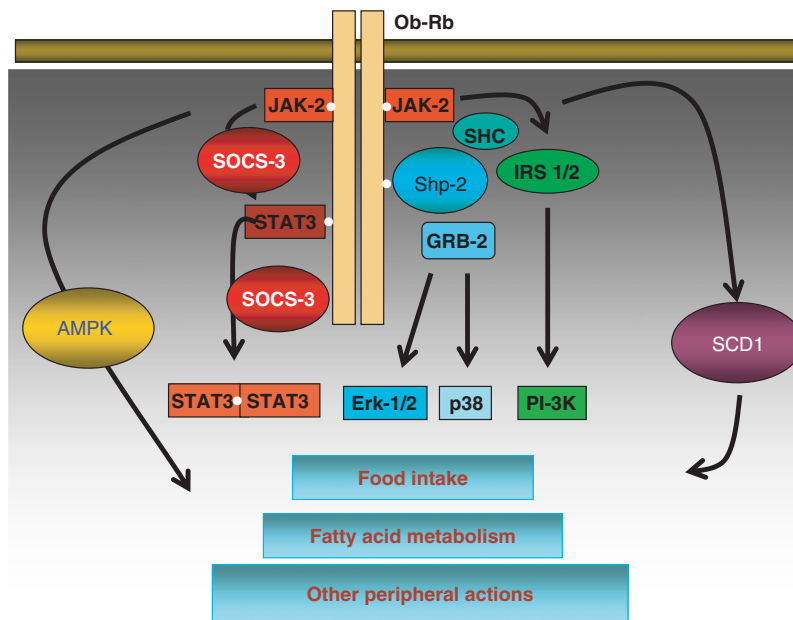 Ob-Rb
JAK-2
JAK-2
SHC
SOCS-3
Shp-2
IRS 1/2
STAT3
GRB-2
SOCS-3
AMPK
SCD1
STAT3
STAT3
Erk-1/2
p38
PI-3K
Food intake
Fatty acid metabolism
Other peripheral actions